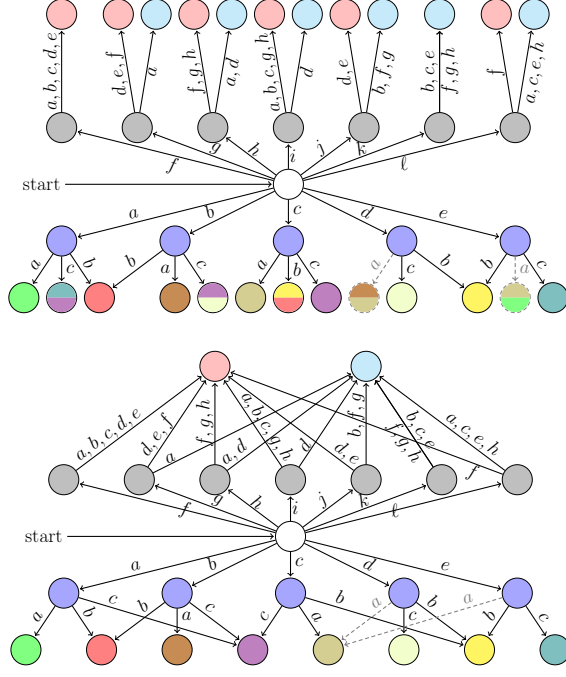 a, b, c, d, e
d, e, f
a
f, g, h
a, d
a, b, c, g, h
d
d, e
b, f, g
b, c, e
f, g, h
f
a, c, e, h
f
g
h
i
j
k
ℓ
start
a
b
c
d
e
a
c
b
b
a
c
a
b
c
a
c
b
b
a
c
a, b, c, d, e
d, e, f
a
f, g, h
a, d
a, b, c, g, h
d
d, e
b, f, g
b, c, e
f, g, h
a, c, e, h
f
f
g
h
i
j
k
ℓ
start
a
b
c
d
e
a
b
c
b
a
c
c
a
b
a
c
b
a
b
c